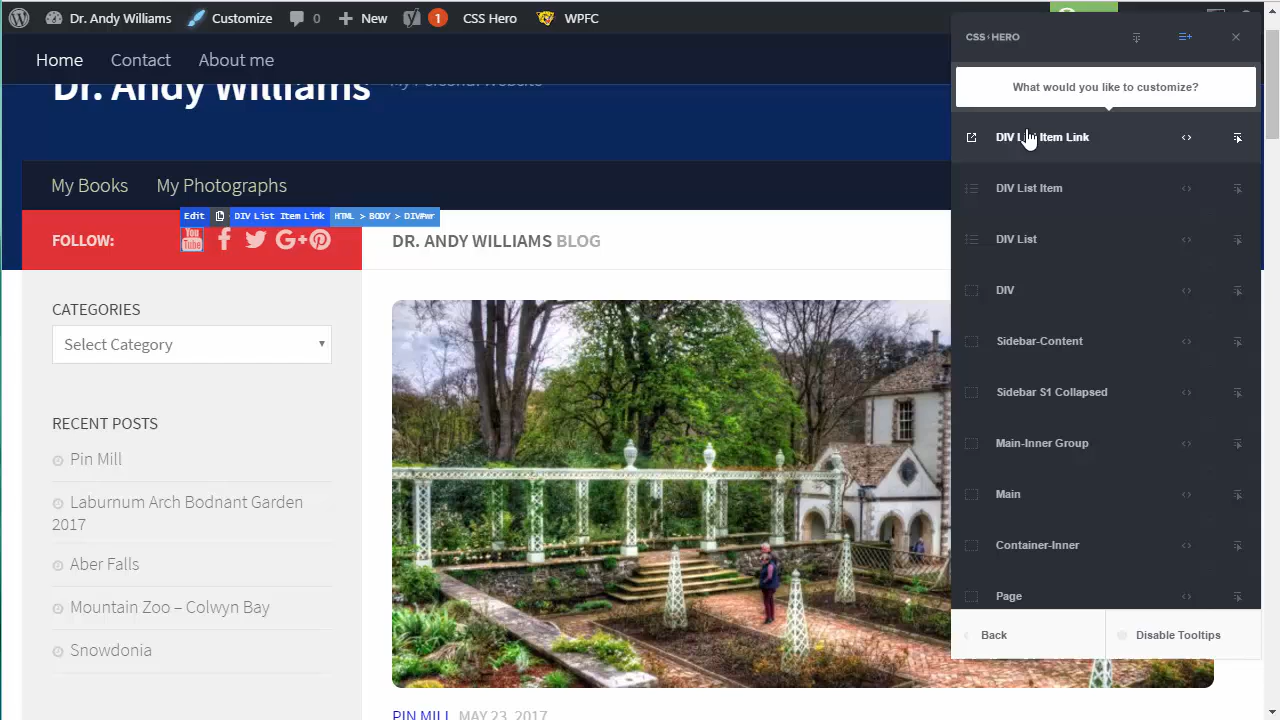 Dr. Andy Williams Customize 0 New 1 CSS Hero WPFC
Home Contact About me
Dr. Andy Williams My Personal Website
My Books My Photographs
Edit DIV List Item Link HTML > BODY > DIV#wr
FOLLOW: You Tube
DR. ANDY WILLIAMS BLOG
CATEGORIES
Select Category
RECENT POSTS
Pin Mill
Laburnum Arch Bodnant Garden
2017
Aber Falls
Mountain Zoo – Colwyn Bay
Snowdonia
PIN MILL MAY 23, 2017
CSS HERO
What would you like to customize?
DIV List Item Link
DIV List Item
DIV List
DIV
Sidebar-Content
Sidebar S1 Collapsed
Main-Inner Group
Main
Container-Inner
Page
Back Disable Tooltips